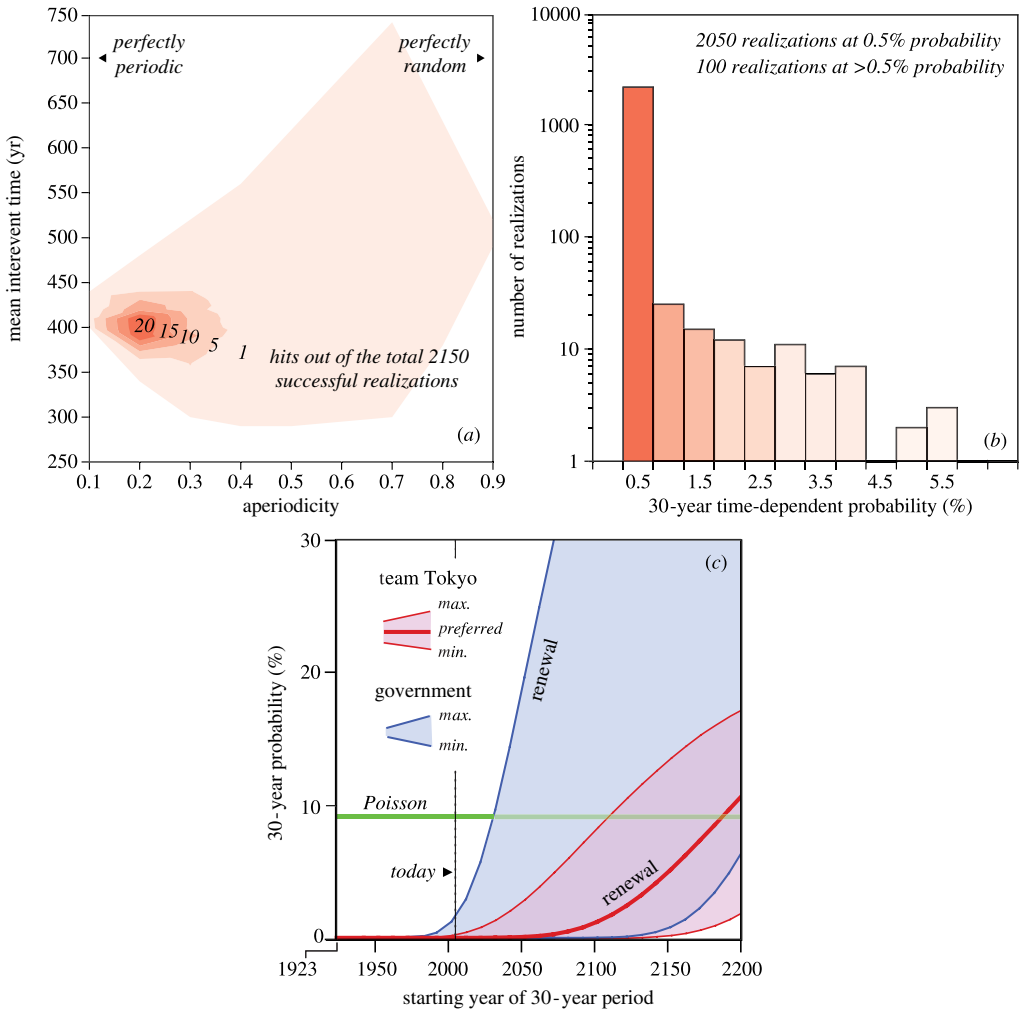 750
700
650
600
550
500
450
400
350
300
250
mean interevent time (yr)
◄ perfectly
periodic
perfectly ►
random
20 15 10 5 1
hits out of the total 2150
successful realizations
(a)
0.1 0.2 0.3 0.4 0.5 0.6 0.7 0.8 0.9
aperiodicity
10000
1000
100
10
1
number of realizations
2050 realizations at 0.5% probability
100 realizations at >0.5% probability
(b)
0.5 1.5 2.5 3.5 4.5 5.5
30-year time-dependent probability (%)
30
20
10
0
30-year probability (%)
(c)
team Tokyo
max.
preferred
min.
government
max.
min.
renewal
Poisson
today ►
renewal
1923 1950 2000 2050 2100 2150 2200
starting year of 30-year period